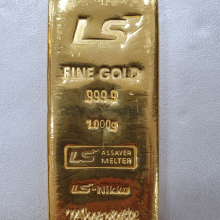 LS
FINE GOLD
999.9
1,000g
LS ASSAYER
MELTER
LS-Nikko